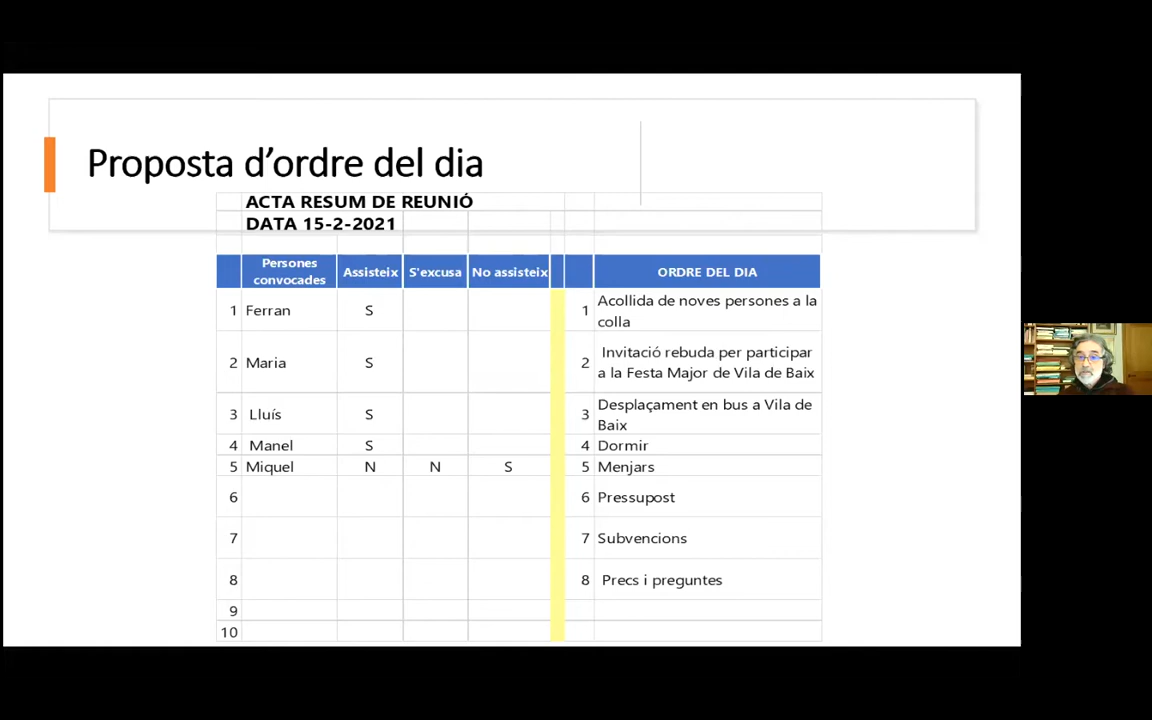 Proposta d’ordre del dia
ACTA RESUM DE REUNIÓ
DATA 15-2-2021
Persones
convocades
Assisteix
S'excusa
No assisteix
ORDRE DEL DIA
1 Ferran S
1 Acollida de noves persones a la
colla
2 Maria S
2 Invitació rebuda per participar
a la Festa Major de Vila de Baix
3 Lluís S
3 Desplaçament en bus a Vila de
Baix
4 Manel S
4 Dormir
5 Miquel N N S
5 Menjars
6
6 Pressupost
7
7 Subvencions
8
8 Precs i preguntes
9
10